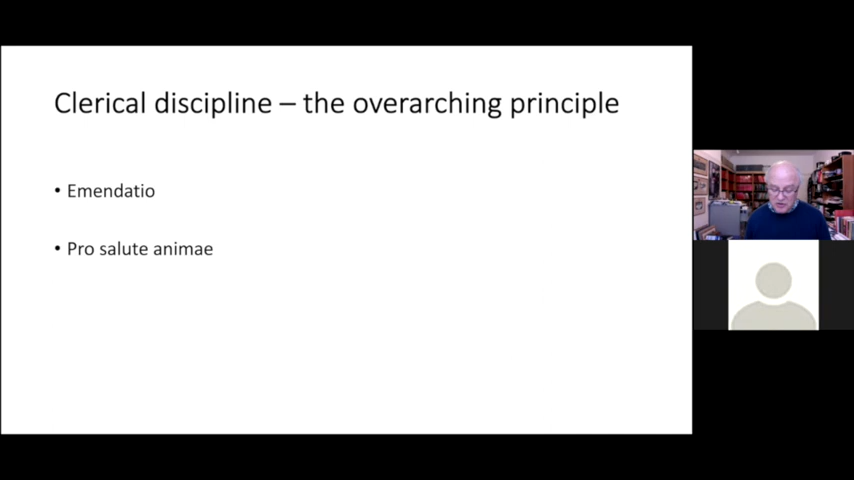 Clerical discipline – the overarching principle
• Emendatio
• Pro salute animae